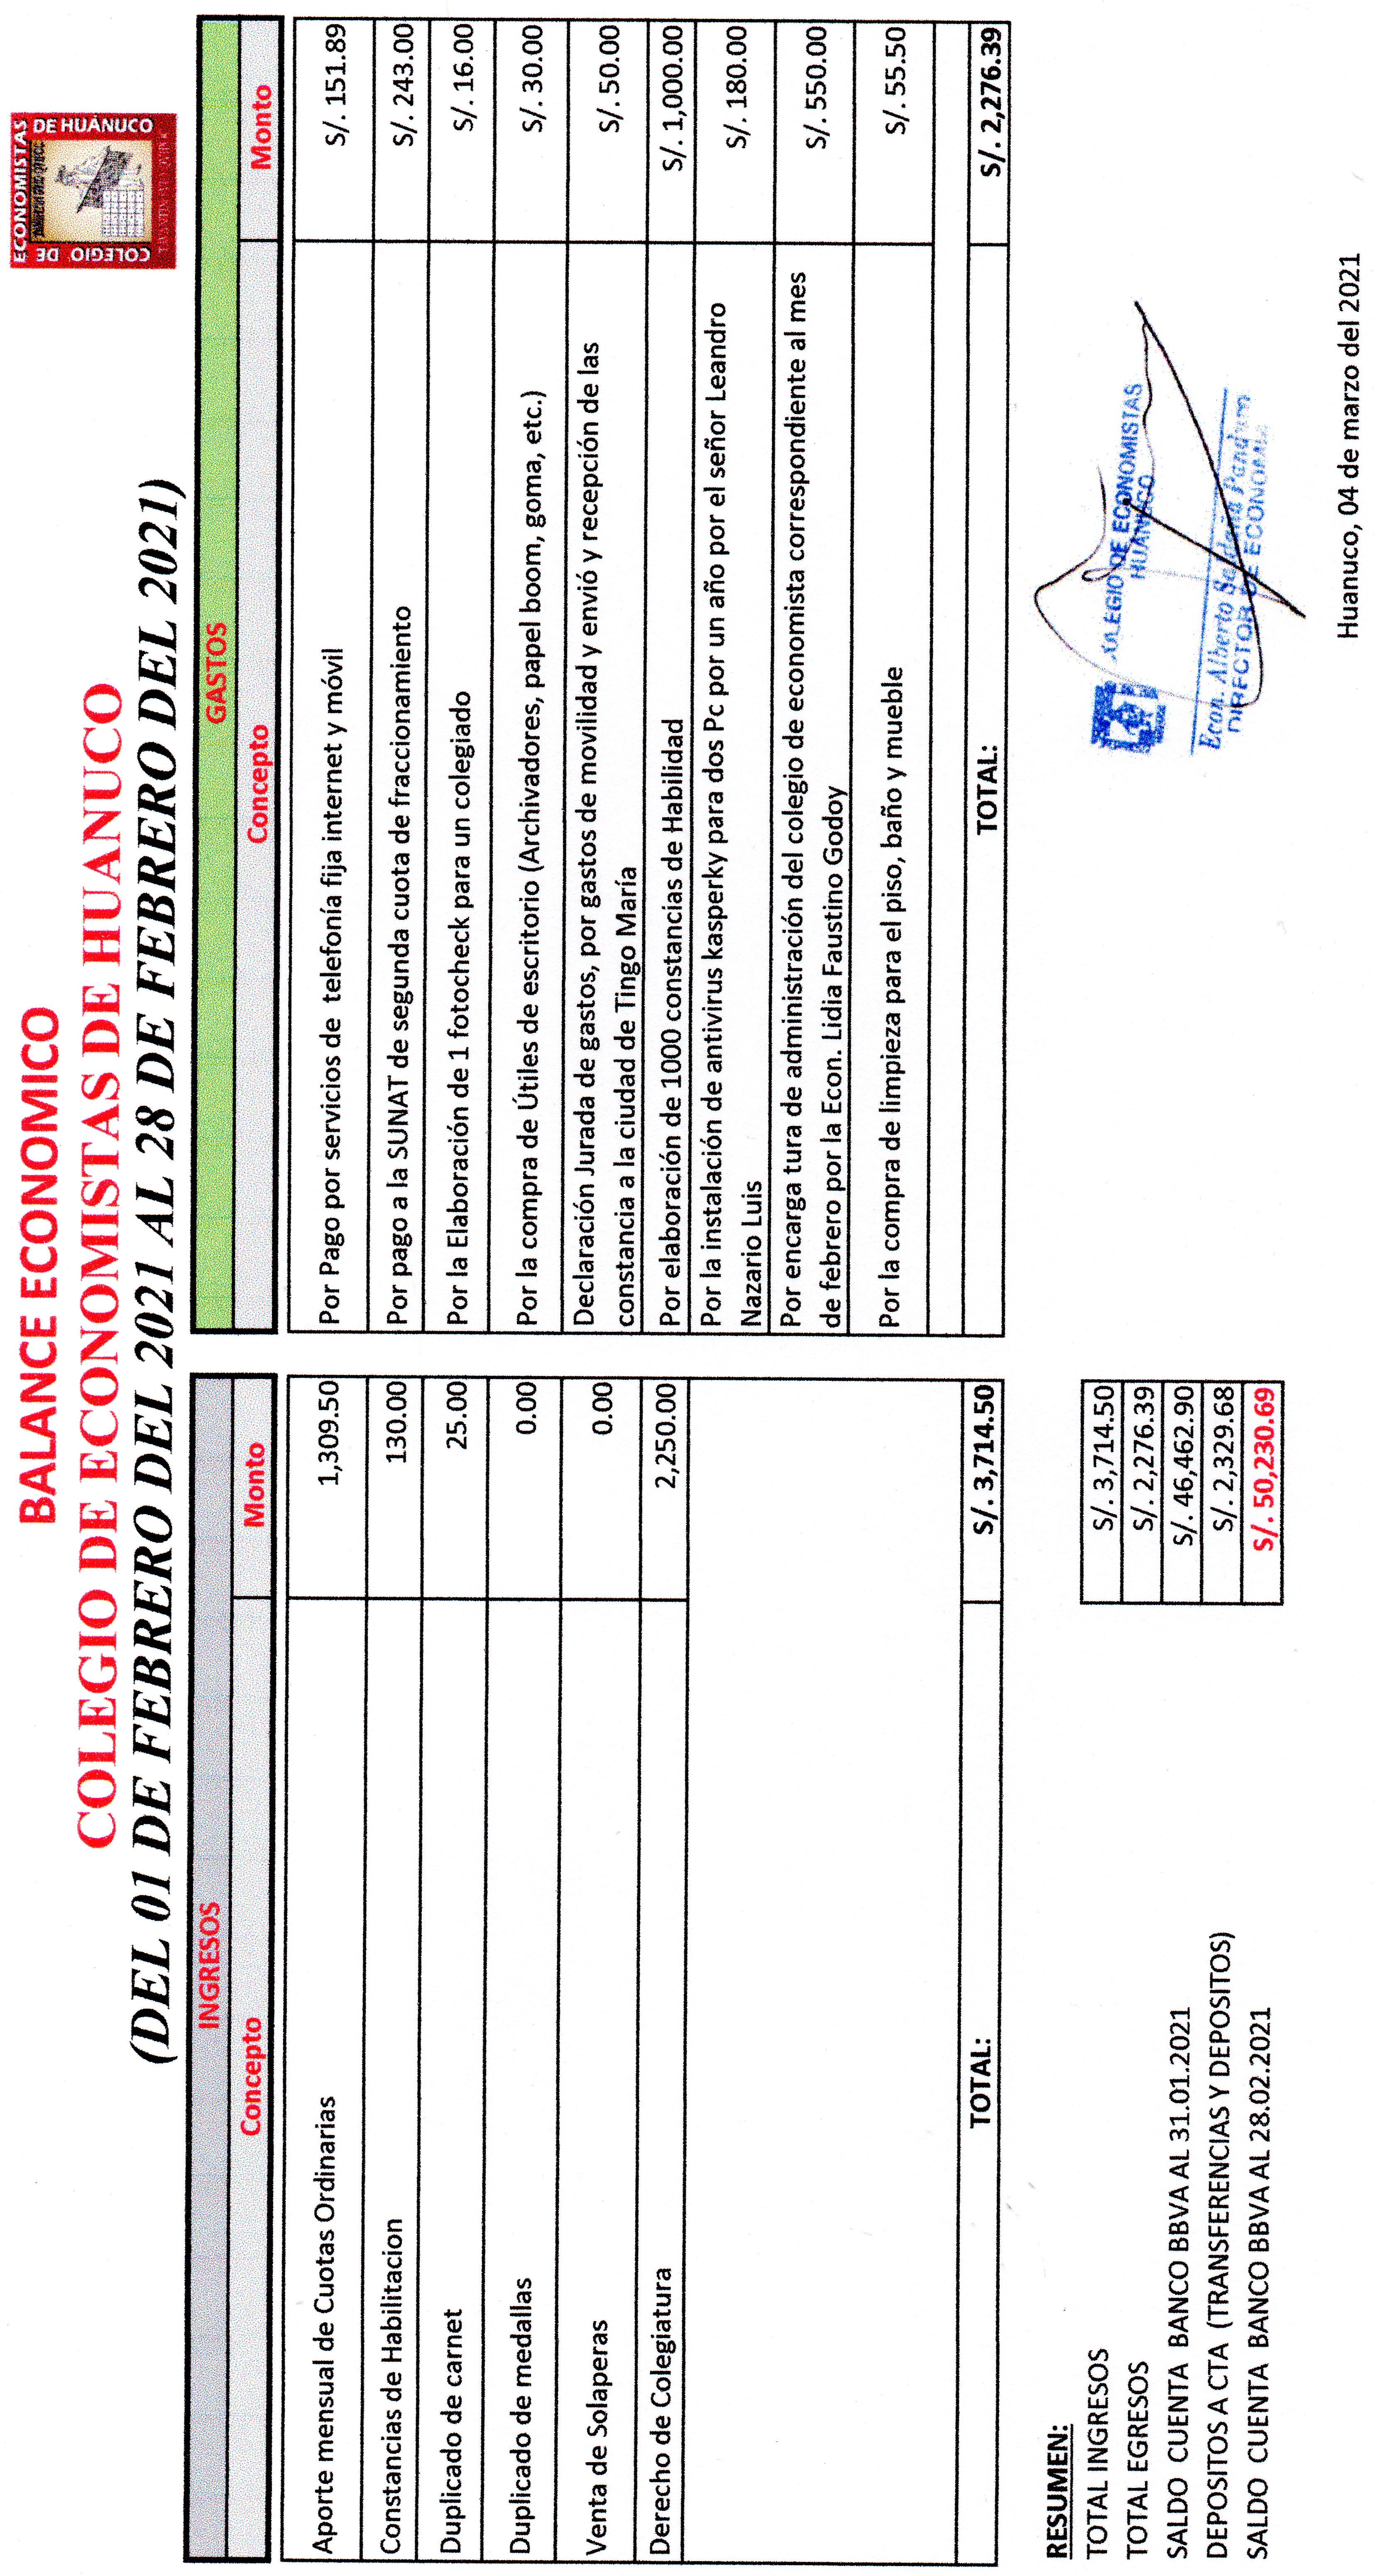 BALANCE ECONOMICO
COLEGIO DE ECONOMISTAS DE HUANUCO
(DEL 01 DE FEBRERO DEL 2021 AL 28 DE FEBRERO DEL 2021)
COLEGIO DE ECONOMISTAS DE HUANUCO
INGRESOS
Concepto Monto
Aporte mensual de Cuotas Ordinarias 1,309.50
Constancias de Habilitacion 130.00
Duplicado de carnet 25.00
Duplicado de medallas 0.00
Venta de Solaperas 0.00
Derecho de Colegiatura 2,250.00
TOTAL: S/. 3,714.50
GASTOS
Concepto Monto
Por Pago por servicios de telefonía fija internet y móvil S/. 151.89
Por pago a la SUNAT de segunda cuota de fraccionamiento S/. 243.00
Por la Elaboración de 1 fotocheck para un colegiado S/. 16.00
Por la compra de Útiles de escritorio (Archivadores, papel boom, goma, etc.) S/. 30.00
Declaración Jurada de gastos, por gastos de movilidad y envió y recepción de las
constancia a la ciudad de Tingo María S/. 50.00
Por elaboración de 1000 constancias de Habilidad S/. 1,000.00
Por la instalación de antivirus kasperky para dos Pc por un año por el señor Leandro
Nazario Luis S/. 180.00
Por encarga tura de administración del colegio de economista correspondiente al mes
de febrero por la Econ. Lidia Faustino Godoy S/. 550.00
Por la compra de limpieza para el piso, baño y mueble S/. 55.50
TOTAL: S/. 2,276.39
RESUMEN:
TOTAL INGRESOS S/. 3,714.50
TOTAL EGRESOS S/. 2,276.39
SALDO CUENTA BANCO BBVA AL 31.01.2021 S/. 46,462.90
DEPOSITOS A CTA (TRANSFERENCIAS Y DEPOSITOS) S/. 2,329.68
SALDO CUENTA BANCO BBVA AL 28.02.2021 S/. 50,230.69
COLEGIO DE ECONOMISTAS
HUANUCO
Econ. Alberto Saldaña Panduro
DIRECTOR DE ECONOMIA
Huanuco, 04 de marzo del 2021